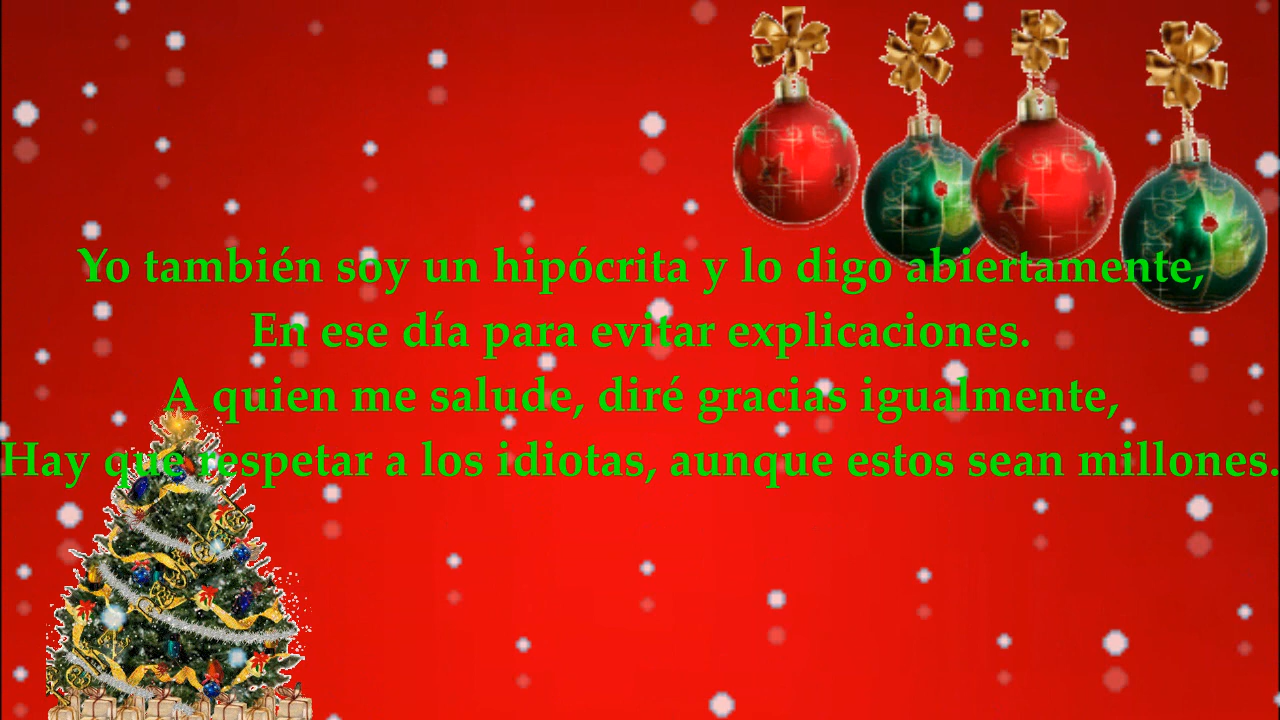 Yo también soy un hipócrita y lo digo abiertamente,
En ese día para evitar explicaciones.
A quien me salude, diré gracias igualmente,
Hay que respetar a los idiotas, aunque estos sean millones.